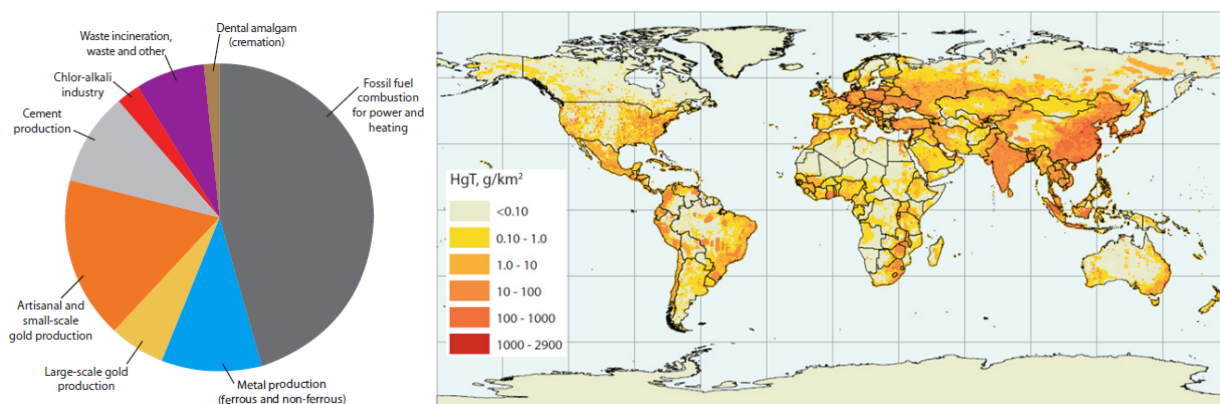 Dental amalgam
(cremation)
Waste incineration,
waste and other
Chlor-alkali
industry
Cement
production
Artisanal and
small-scale
gold production
Large-scale gold
production
Metal production
(ferrous and non-ferrous)
Fossil fuel
combustion
for power and
heating
HgT, g/km²
<0.10
0.10 - 1.0
1.0 - 10
10 - 100
100 - 1000
1000 - 2900